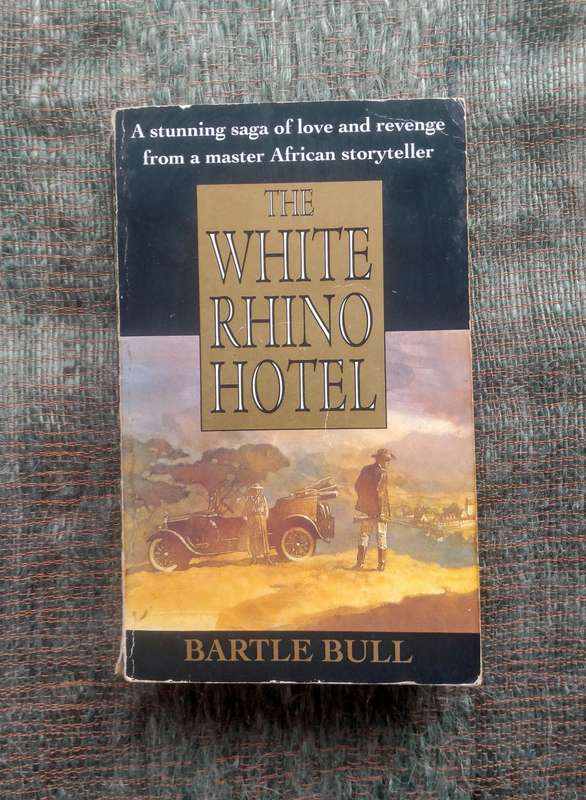 A stunning saga of love and revenge
from a master African storyteller
THE
WHITE
RHINO
HOTEL
BARTLE BULL